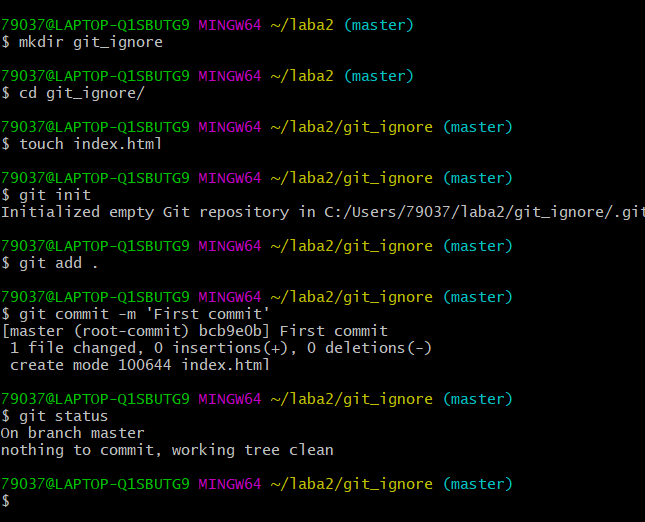 79037@LAPTOP-Q1SBUTG9 MINGW64 ~/laba2 (master)
$ mkdir git_ignore
79037@LAPTOP-Q1SBUTG9 MINGW64 ~/laba2 (master)
$ cd git_ignore/
79037@LAPTOP-Q1SBUTG9 MINGW64 ~/laba2/git_ignore (master)
$ touch index.html
79037@LAPTOP-Q1SBUTG9 MINGW64 ~/laba2/git_ignore (master)
$ git init
Initialized empty Git repository in C:/Users/79037/laba2/git_ignore/.git
79037@LAPTOP-Q1SBUTG9 MINGW64 ~/laba2/git_ignore (master)
$ git add .
79037@LAPTOP-Q1SBUTG9 MINGW64 ~/laba2/git_ignore (master)
$ git commit -m 'First commit'
[master (root-commit) bcb9e0b] First commit
 1 file changed, 0 insertions(+), 0 deletions(-)
 create mode 100644 index.html
79037@LAPTOP-Q1SBUTG9 MINGW64 ~/laba2/git_ignore (master)
$ git status
On branch master
nothing to commit, working tree clean
79037@LAPTOP-Q1SBUTG9 MINGW64 ~/laba2/git_ignore (master)
$